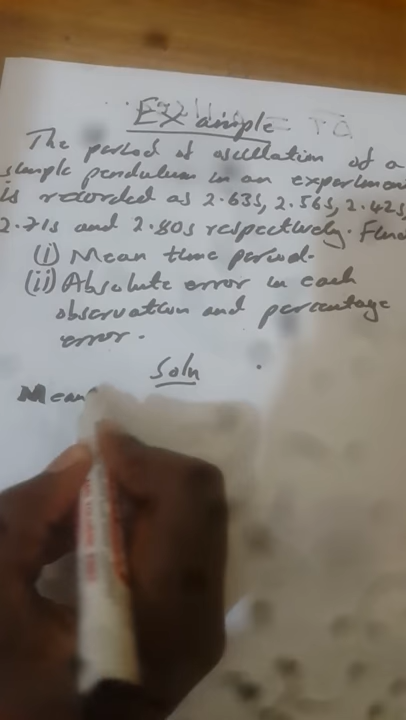 Example
The period of oscillation of a
simple pendulum in an experimen
is recorded as 2.63s, 2.56s, 2.42s,
2.71s and 2.80s respectively. Find
(i) Mean time period.
(ii) Absolute error in each
observation and percentage
error.
Soln
Mean